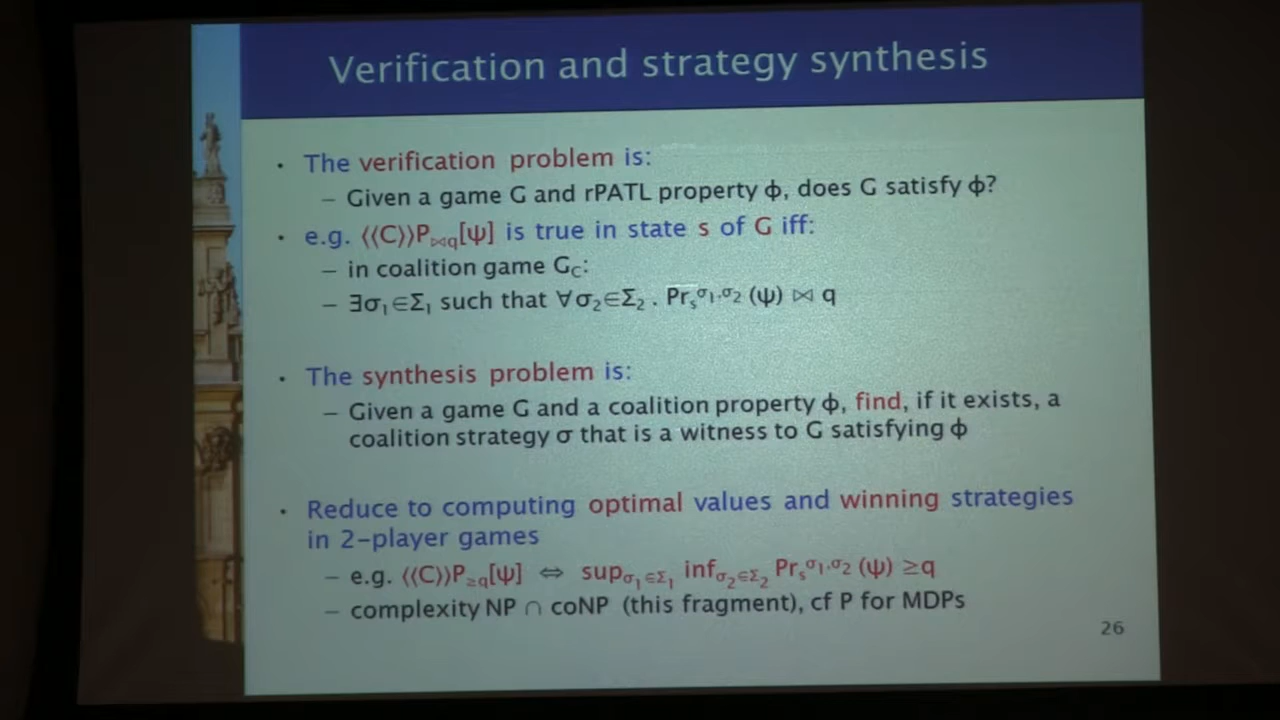 Verification and strategy synthesis
• The verification problem is:
– Given a game G and rPATL property ϕ, does G satisfy ϕ?
• e.g. ⟨⟨C⟩⟩P⋈q[ψ] is true in state s of G iff:
– in coalition game GC:
– ∃σ1∈Σ1 such that ∀σ2∈Σ2 . Prsσ1,σ2 (ψ) ⋈ q
• The synthesis problem is:
– Given a game G and a coalition property ϕ, find, if it exists, a
coalition strategy σ that is a witness to G satisfying ϕ
• Reduce to computing optimal values and winning strategies
in 2–player games
– e.g. ⟨⟨C⟩⟩P≥q[ψ] ⇔ supσ1∈Σ1 infσ2∈Σ2 Prsσ1,σ2 (ψ) ≥q
– complexity NP ∩ coNP (this fragment), cf P for MDPs
26